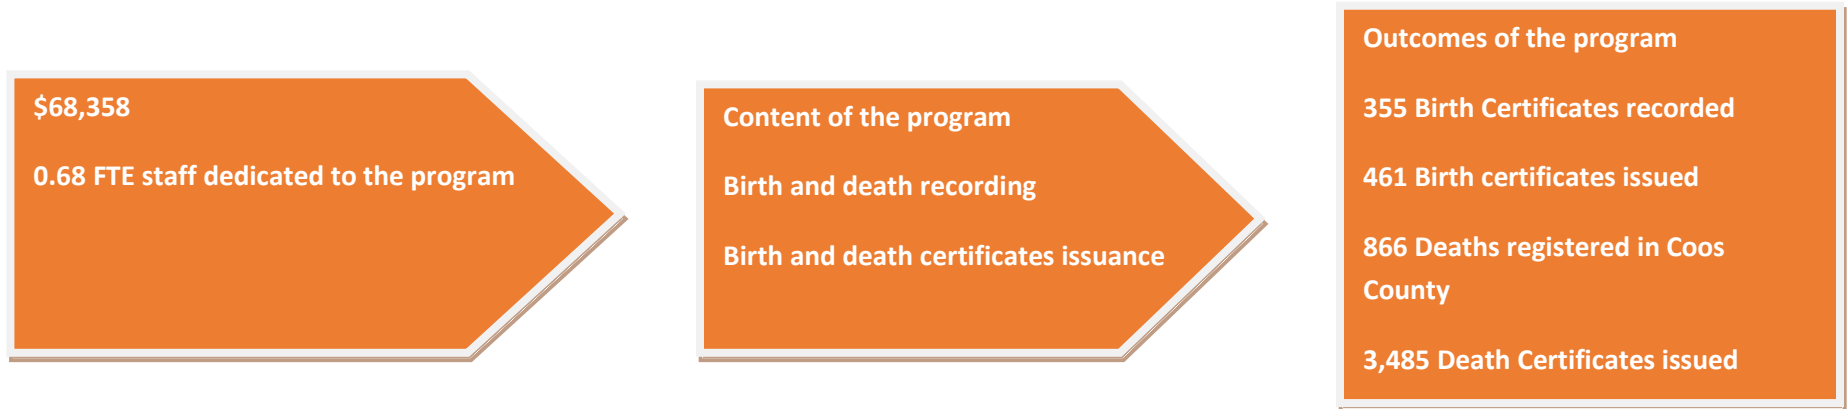 $68,358
0.68 FTE staff dedicated to the program
Content of the program
Birth and death recording
Birth and death certificates issuance
Outcomes of the program
355 Birth Certificates recorded
461 Birth certificates issued
866 Deaths registered in Coos
County
3,485 Death Certificates issued